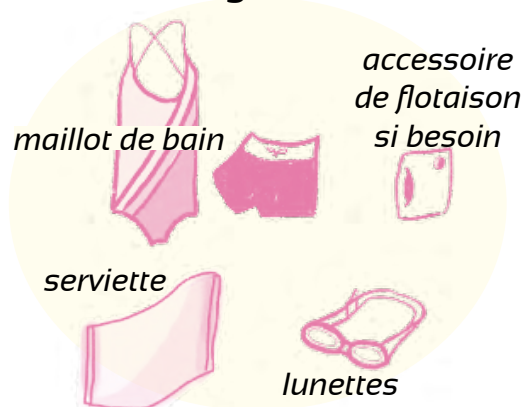 accessoire
de flotaison
si besoin
maillot de bain
serviette
lunettes